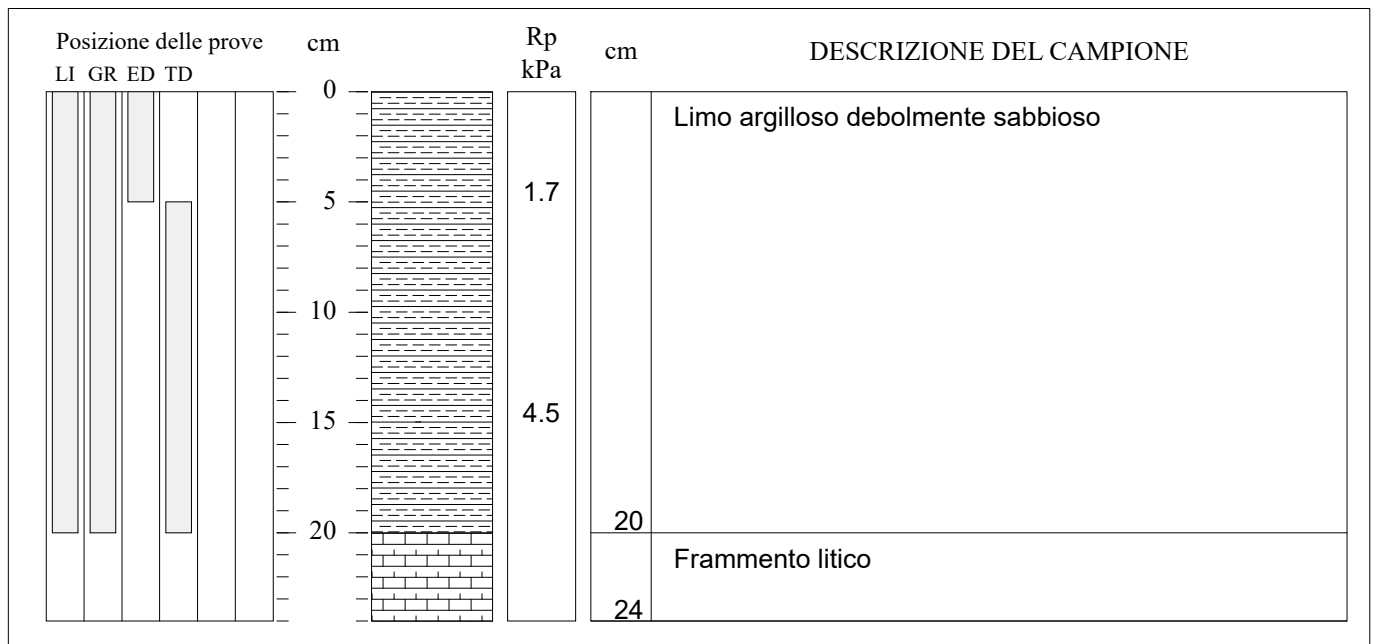 Posizione delle prove cm Rp kPa cm DESCRIZIONE DEL CAMPIONE
LI GR ED TD
0
Limo argilloso debolmente sabbioso
5 1.7
10
15 4.5
20 20
Frammento litico
24